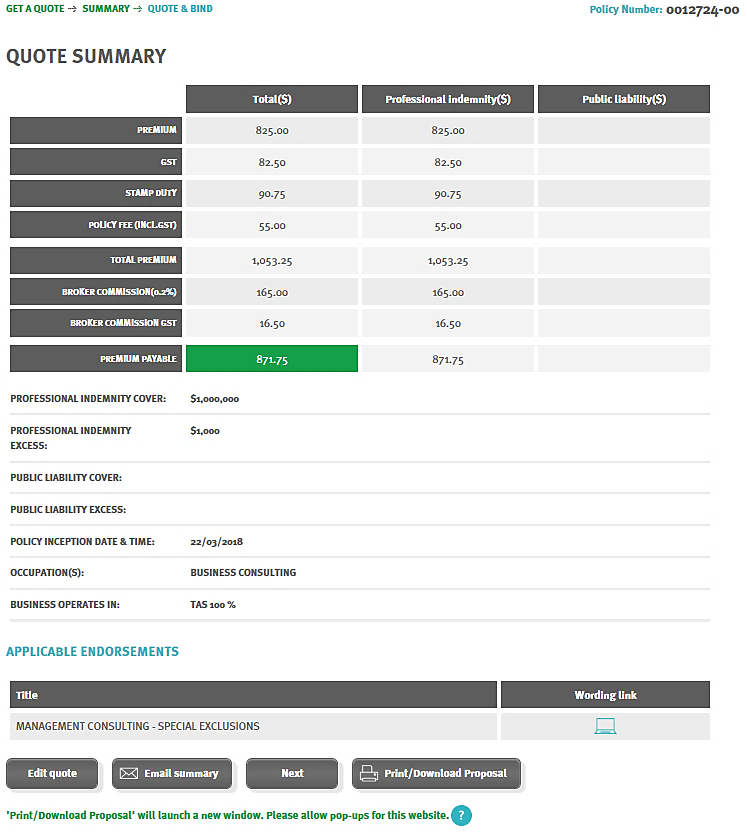 GET A QUOTE → SUMMARY → QUOTE & BIND
Policy Number: 0012724-00
QUOTE SUMMARY
Total($) Professional Indemnity($) Public Liability($)
PREMIUM 825.00 825.00
GST 82.50 82.50
STAMP DUTY 90.75 90.75
POLICY FEE (INCL.GST) 55.00 55.00
TOTAL PREMIUM 1,053.25 1,053.25
BROKER COMMISSION(0.2%) 165.00 165.00
BROKER COMMISSION GST 16.50 16.50
PREMIUM PAYABLE 871.75 871.75
PROFESSIONAL INDEMNITY COVER: $1,000,000
PROFESSIONAL INDEMNITY $1,000
EXCESS:
PUBLIC LIABILITY COVER:
PUBLIC LIABILITY EXCESS:
POLICY INCEPTION DATE & TIME: 22/03/2018
OCCUPATION(S): BUSINESS CONSULTING
BUSINESS OPERATES IN: TAS 100 %
APPLICABLE ENDORSEMENTS
Title Wording link
MANAGEMENT CONSULTING - SPECIAL EXCLUSIONS
Edit quote Email summary Next Print/Download Proposal
'Print/Download Proposal' will launch a new window. Please allow pop-ups for this website. ?